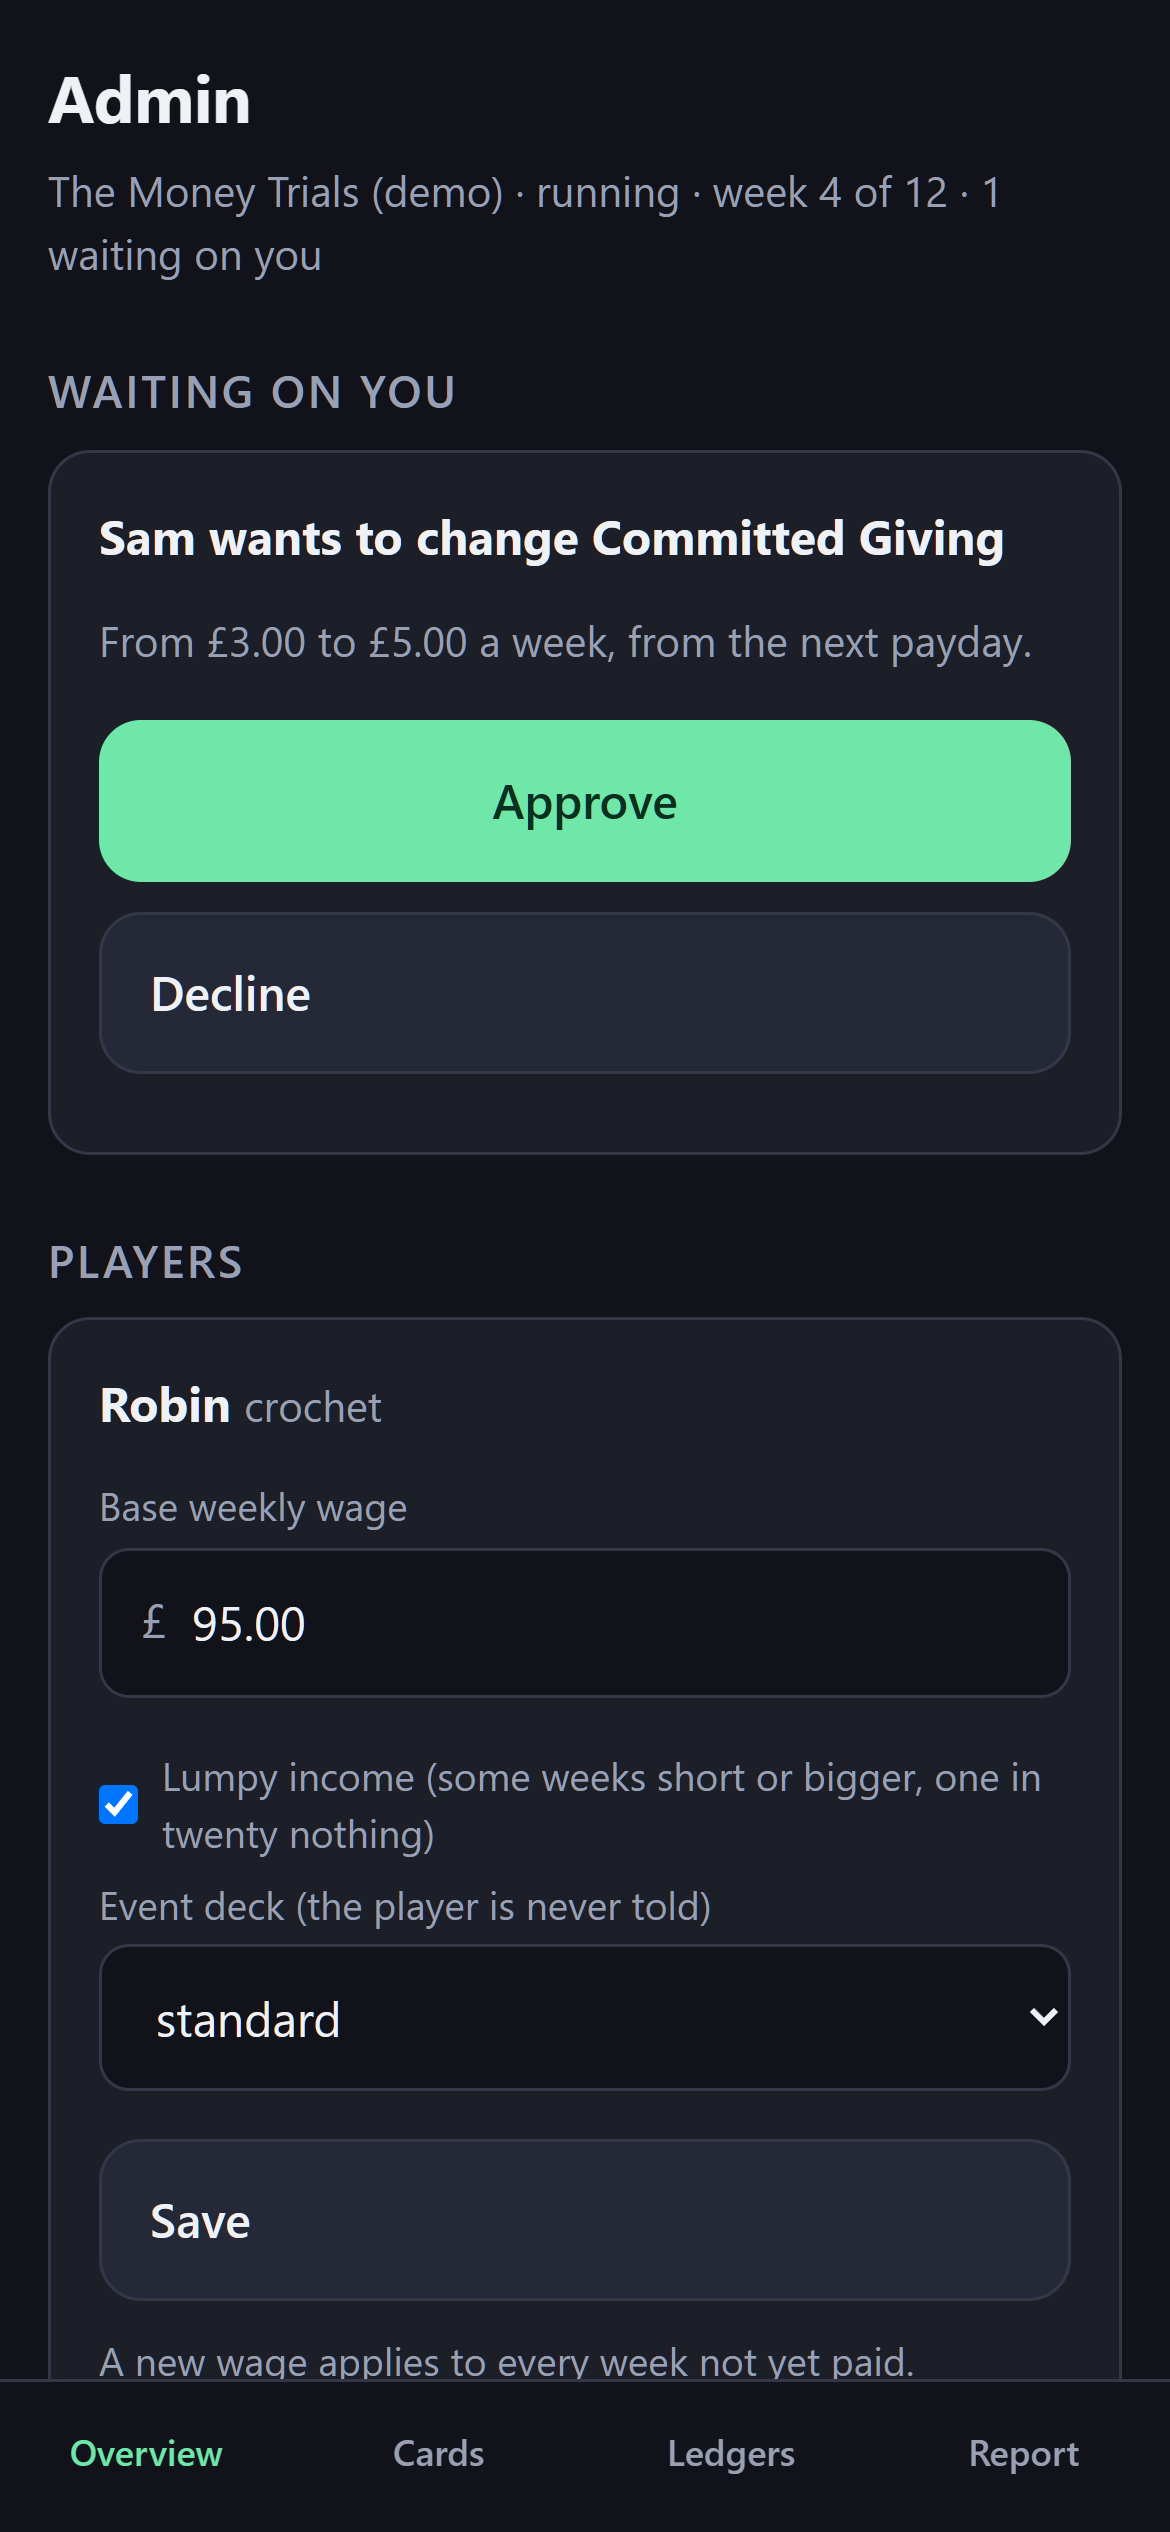 Admin
The Money Trials (demo) · running · week 4 of 12 · 1
waiting on you
WAITING ON YOU
Sam wants to change Committed Giving
From £3.00 to £5.00 a week, from the next payday.
Approve
Decline
PLAYERS
Robin crochet
Base weekly wage
£ 95.00
Lumpy income (some weeks short or bigger, one in
twenty nothing)
Event deck (the player is never told)
standard
Save
A new wage applies to every week not yet paid.
Overview Cards Ledgers Report